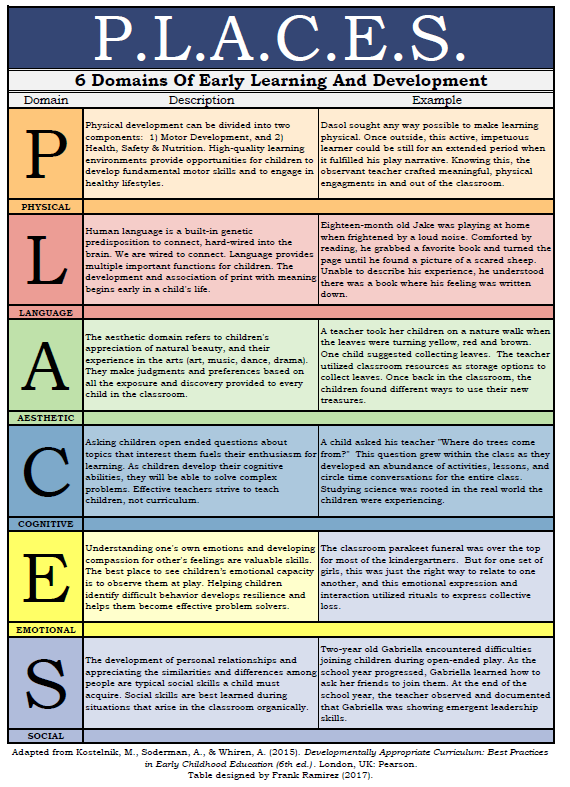 P.L.A.C.E.S.
6 Domains Of Early Learning And Development
Domain Description Example
P
Physical development can be divided into two
components: 1) Motor Development, and 2)
Health, Safety & Nutrition. High-quality learning
environments provide opportunities for children to
develop fundamental motor skills and to engage in
healthy lifestyles.
Dasol sought any way possible to make learning
physical. Once outside, this active, impetuous
learner could be still for an extended period when
it fulfilled his play narrative. Knowing this, the
observant teacher crafted meaningful, physical
engagments in and out of the classroom.
PHYSICAL
L
Human language is a built-in genetic
predisposition to connect, hard-wired into the
brain. We are wired to connect. Language provides
multiple important functions for children. The
development and association of print with meaning
begins early in a child's life.
Eighteen-month old Jake was playing at home
when frightened by a loud noise. Comforted by
reading, he grabbed a favorite book and turned the
page until he found a picture of a scared sheep.
Unable to describe his experience, he understood
there was a book where his feeling was written
down.
LANGUAGE
A
The aesthetic domain refers to children's
appreciation of natural beauty, and their
experience in the arts (art, music, dance, drama).
They make judgments and preferences based on
all the exposure and discovery provided to every
child in the classroom.
A teacher took her children on a nature walk when
the leaves were turning yellow, red and brown.
One child suggested collecting leaves. The teacher
utilized classroom resources as storage options to
collect leaves. Once back in the classroom, the
children found different ways to use their new
treasures.
AESTHETIC
C
Asking children open ended questions about
topics that interest them fuels their enthusiasm for
learning. As children develop their cognitive
abilities, they will be able to solve complex
problems. Effective teachers strive to teach
children, not curriculum.
A child asked his teacher "Where do trees come
from?" This question grew within the class as they
developed an abundance of activities, lessons, and
circle time conversations for the entire class.
Studying science was rooted in the real world the
children were experiencing.
COGNITIVE
E
Understanding one's own emotions and developing
compassion for other's feelings are valuable skills.
The best place to see children's emotional capacity
is to observe them at play. Helping children
identify difficult behavior develops resilience and
helps them become effective problem solvers.
The classroom parakeet funeral was over the top
for most of the kindergartners. But for one set of
girls, this was just the right way to relate to one
another, and this emotional expression and
interaction utilized rituals to express collective
loss.
EMOTIONAL
S
The development of personal relationships and
appreciating the similarities and differences among
people are typical social skills a child must
acquire. Social skills are best learned during
situations that arise in the classroom organically.
Two-year old Gabriella encountered difficulties
joining children during open-ended play. As the
school year progressed, Gabriella learned how to
ask her friends to join them. At the end of the
school year, the teacher observed and documented
that Gabriella was showing emergent leadership
skills.
SOCIAL
Adapted from Kostelnik, M., Soderman, A., & Whiren, A. (2015). Developmentally Appropriate Curriculum: Best Practices
in Early Childhood Education (6th ed.). London, UK: Pearson.
Table designed by Frank Ramirez (2017).